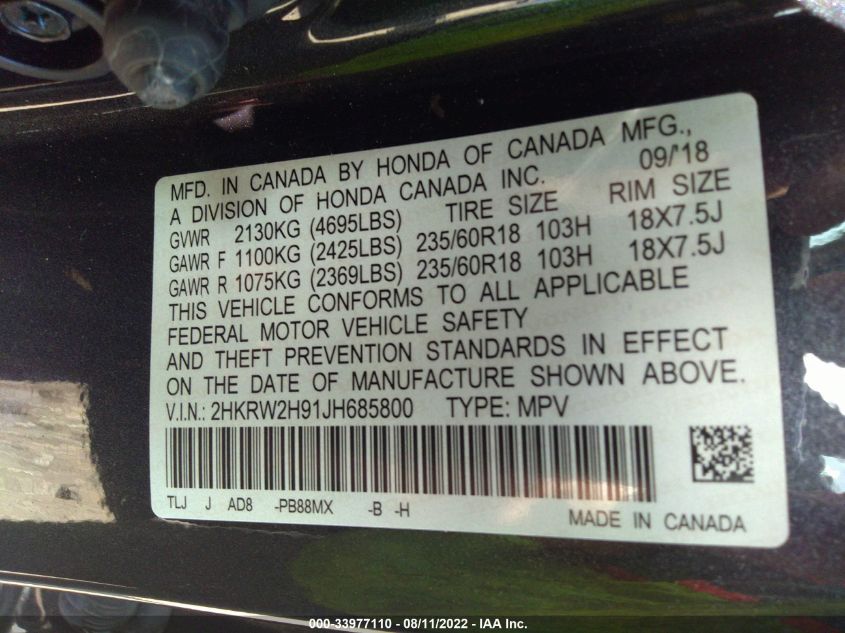 MFD. IN CANADA BY HONDA OF CANADA MFG.,
A DIVISION OF HONDA CANADA INC. 09/'18
GVWR 2130KG (4695LBS) TIRE SIZE RIM SIZE
GAWR F 1100KG (2425LBS) 235/60R18 103H 18X7.5J
GAWR R 1075KG (2369LBS) 235/60R18 103H 18X7.5J
THIS VEHICLE CONFORMS TO ALL APPLICABLE
FEDERAL MOTOR VEHICLE SAFETY
AND THEFT PREVENTION STANDARDS IN EFFECT
ON THE DATE OF MANUFACTURE SHOWN ABOVE.
V.I.N.: 2HKRW2H91JH685800 TYPE: MPV
TLJ J AD8 -PB88MX -B -H
MADE IN CANADA
000-33977110 - 08/11/2022 - IAA Inc.